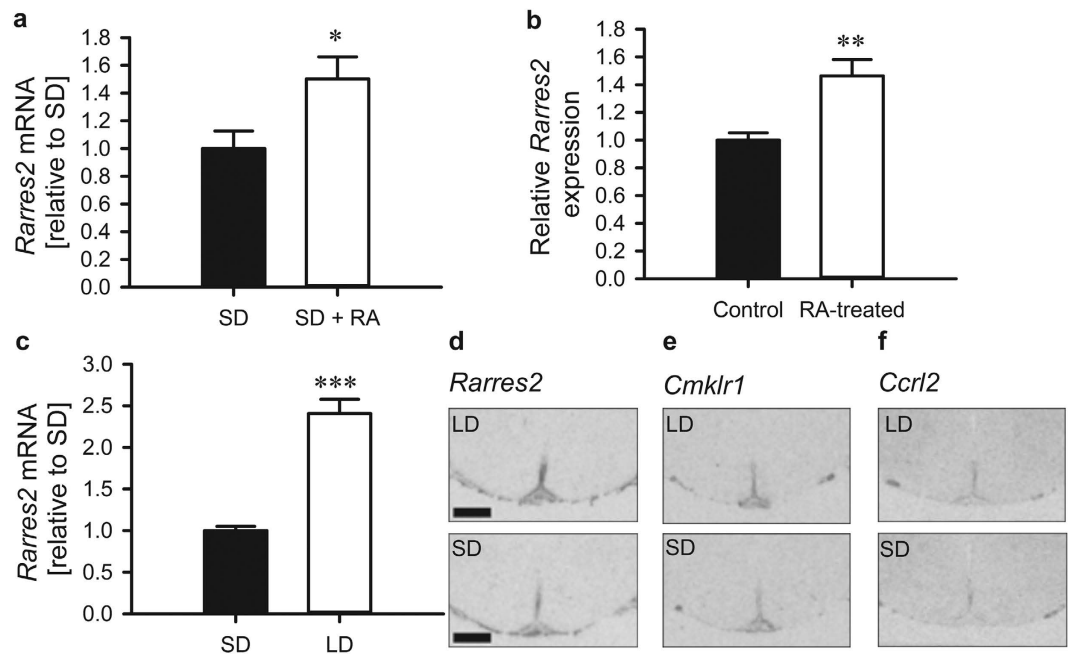 a
Rarres2 mRNA
[relative to SD]
1.8
1.6
1.4
1.2
1.0
0.8
0.6
0.4
0.2
0.0
*
SD
SD + RA
b
Relative Rarres2
expression
1.8
1.6
1.4
1.2
1.0
0.8
0.6
0.4
0.2
0.0
**
Control
RA-treated
c
Rarres2 mRNA
[relative to SD]
3.0
2.5
2.0
1.5
1.0
0.5
0.0
***
SD
LD
d
Rarres2
LD
SD
e
Cmklr1
LD
SD
f
Ccrl2
LD
SD